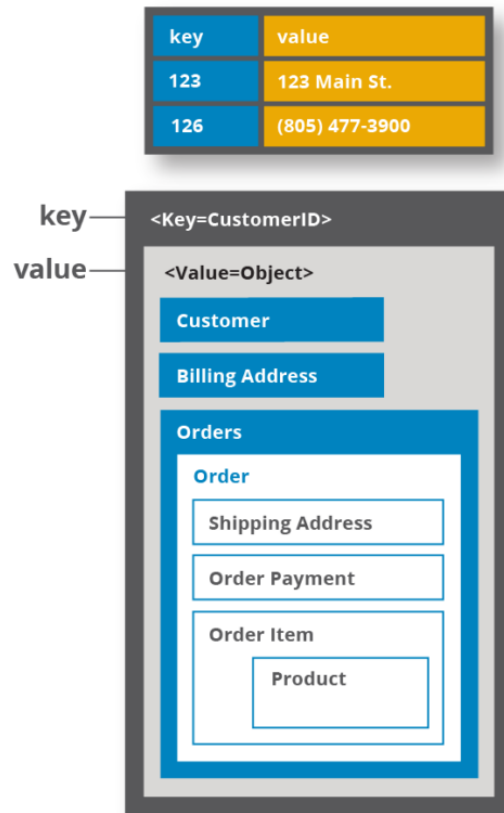 key value
123 123 Main St.
126 (805) 477-3900
key
<Key=CustomerID>
value
<Value=Object>
Customer
Billing Address
Orders
Order
Shipping Address
Order Payment
Order Item
Product